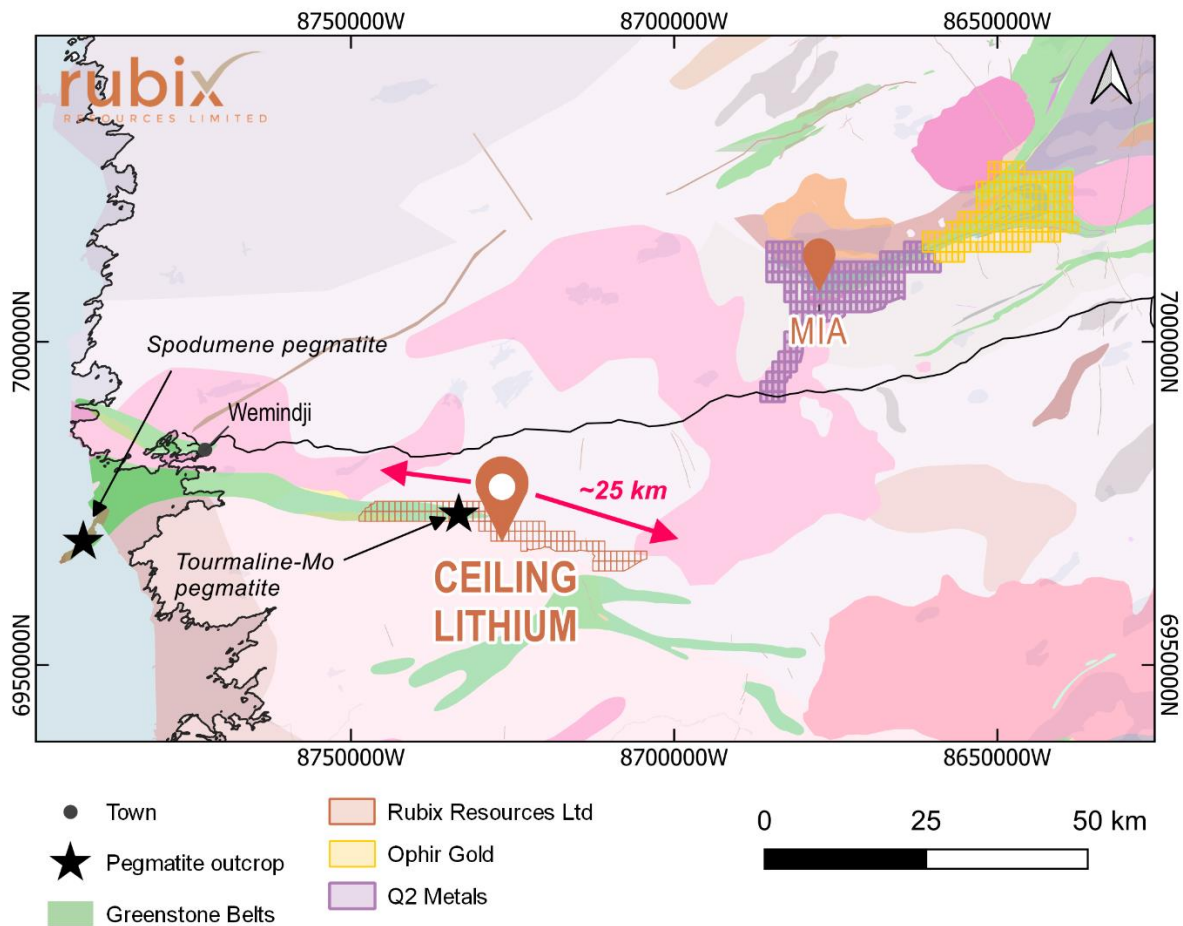 8750000W 8700000W 8650000W
rubix
RESOURCES LIMITED
MIA
7000000N
7000000N
Spodumene pegmatite
Wemindji
~25 km
Tourmaline-Mo
pegmatite
CEILING
LITHIUM
6950000N
6950000N
8750000W 8700000W 8650000W
Town
Pegmatite outcrop
Greenstone Belts
Rubix Resources Ltd
Ophir Gold
Q2 Metals
0 25 50 km